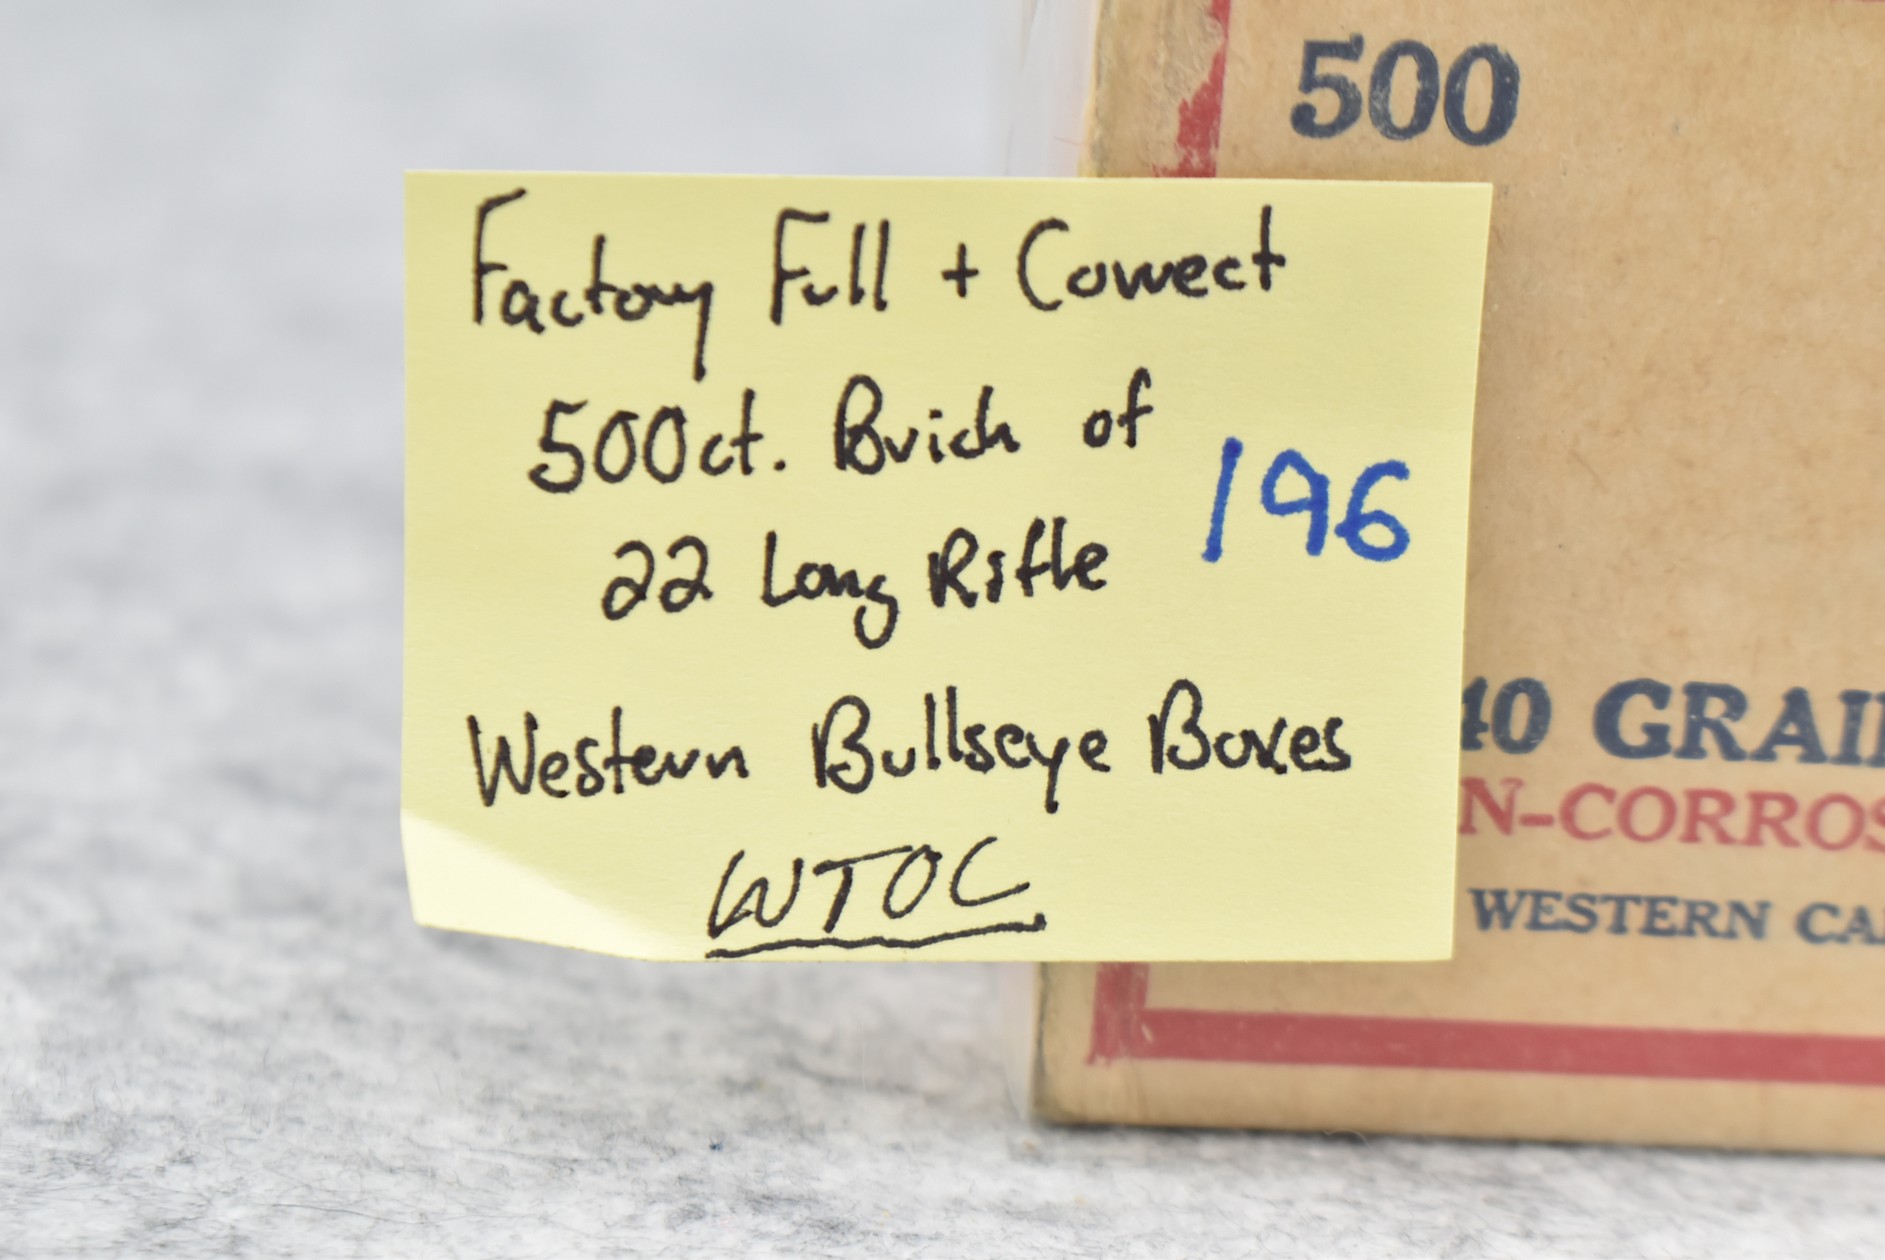 500
Factory Full + Correct
500ct. Brick of
196
22 Long Rifle
Western Bullseye Boxes
WTOC
40 GRAI
N-CORROS
WESTERN CA